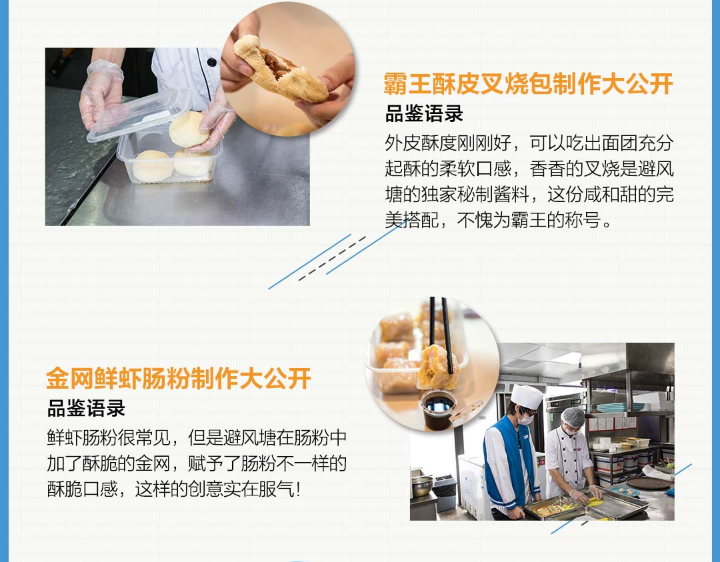 霸王酥皮叉烧包制作大公开
品鉴语录
外皮酥度刚刚好，可以吃出面团充分
起酥的柔软口感，香香的叉烧是避风
塘的独家秘制酱料，这份咸和甜的完
美搭配，不愧为霸王的称号。
金网鲜虾肠粉制作大公开
品鉴语录
鲜虾肠粉很常见，但是避风塘在肠粉中
加了酥脆的金网，赋予了肠粉不一样的
酥脆口感，这样的创意实在服气！